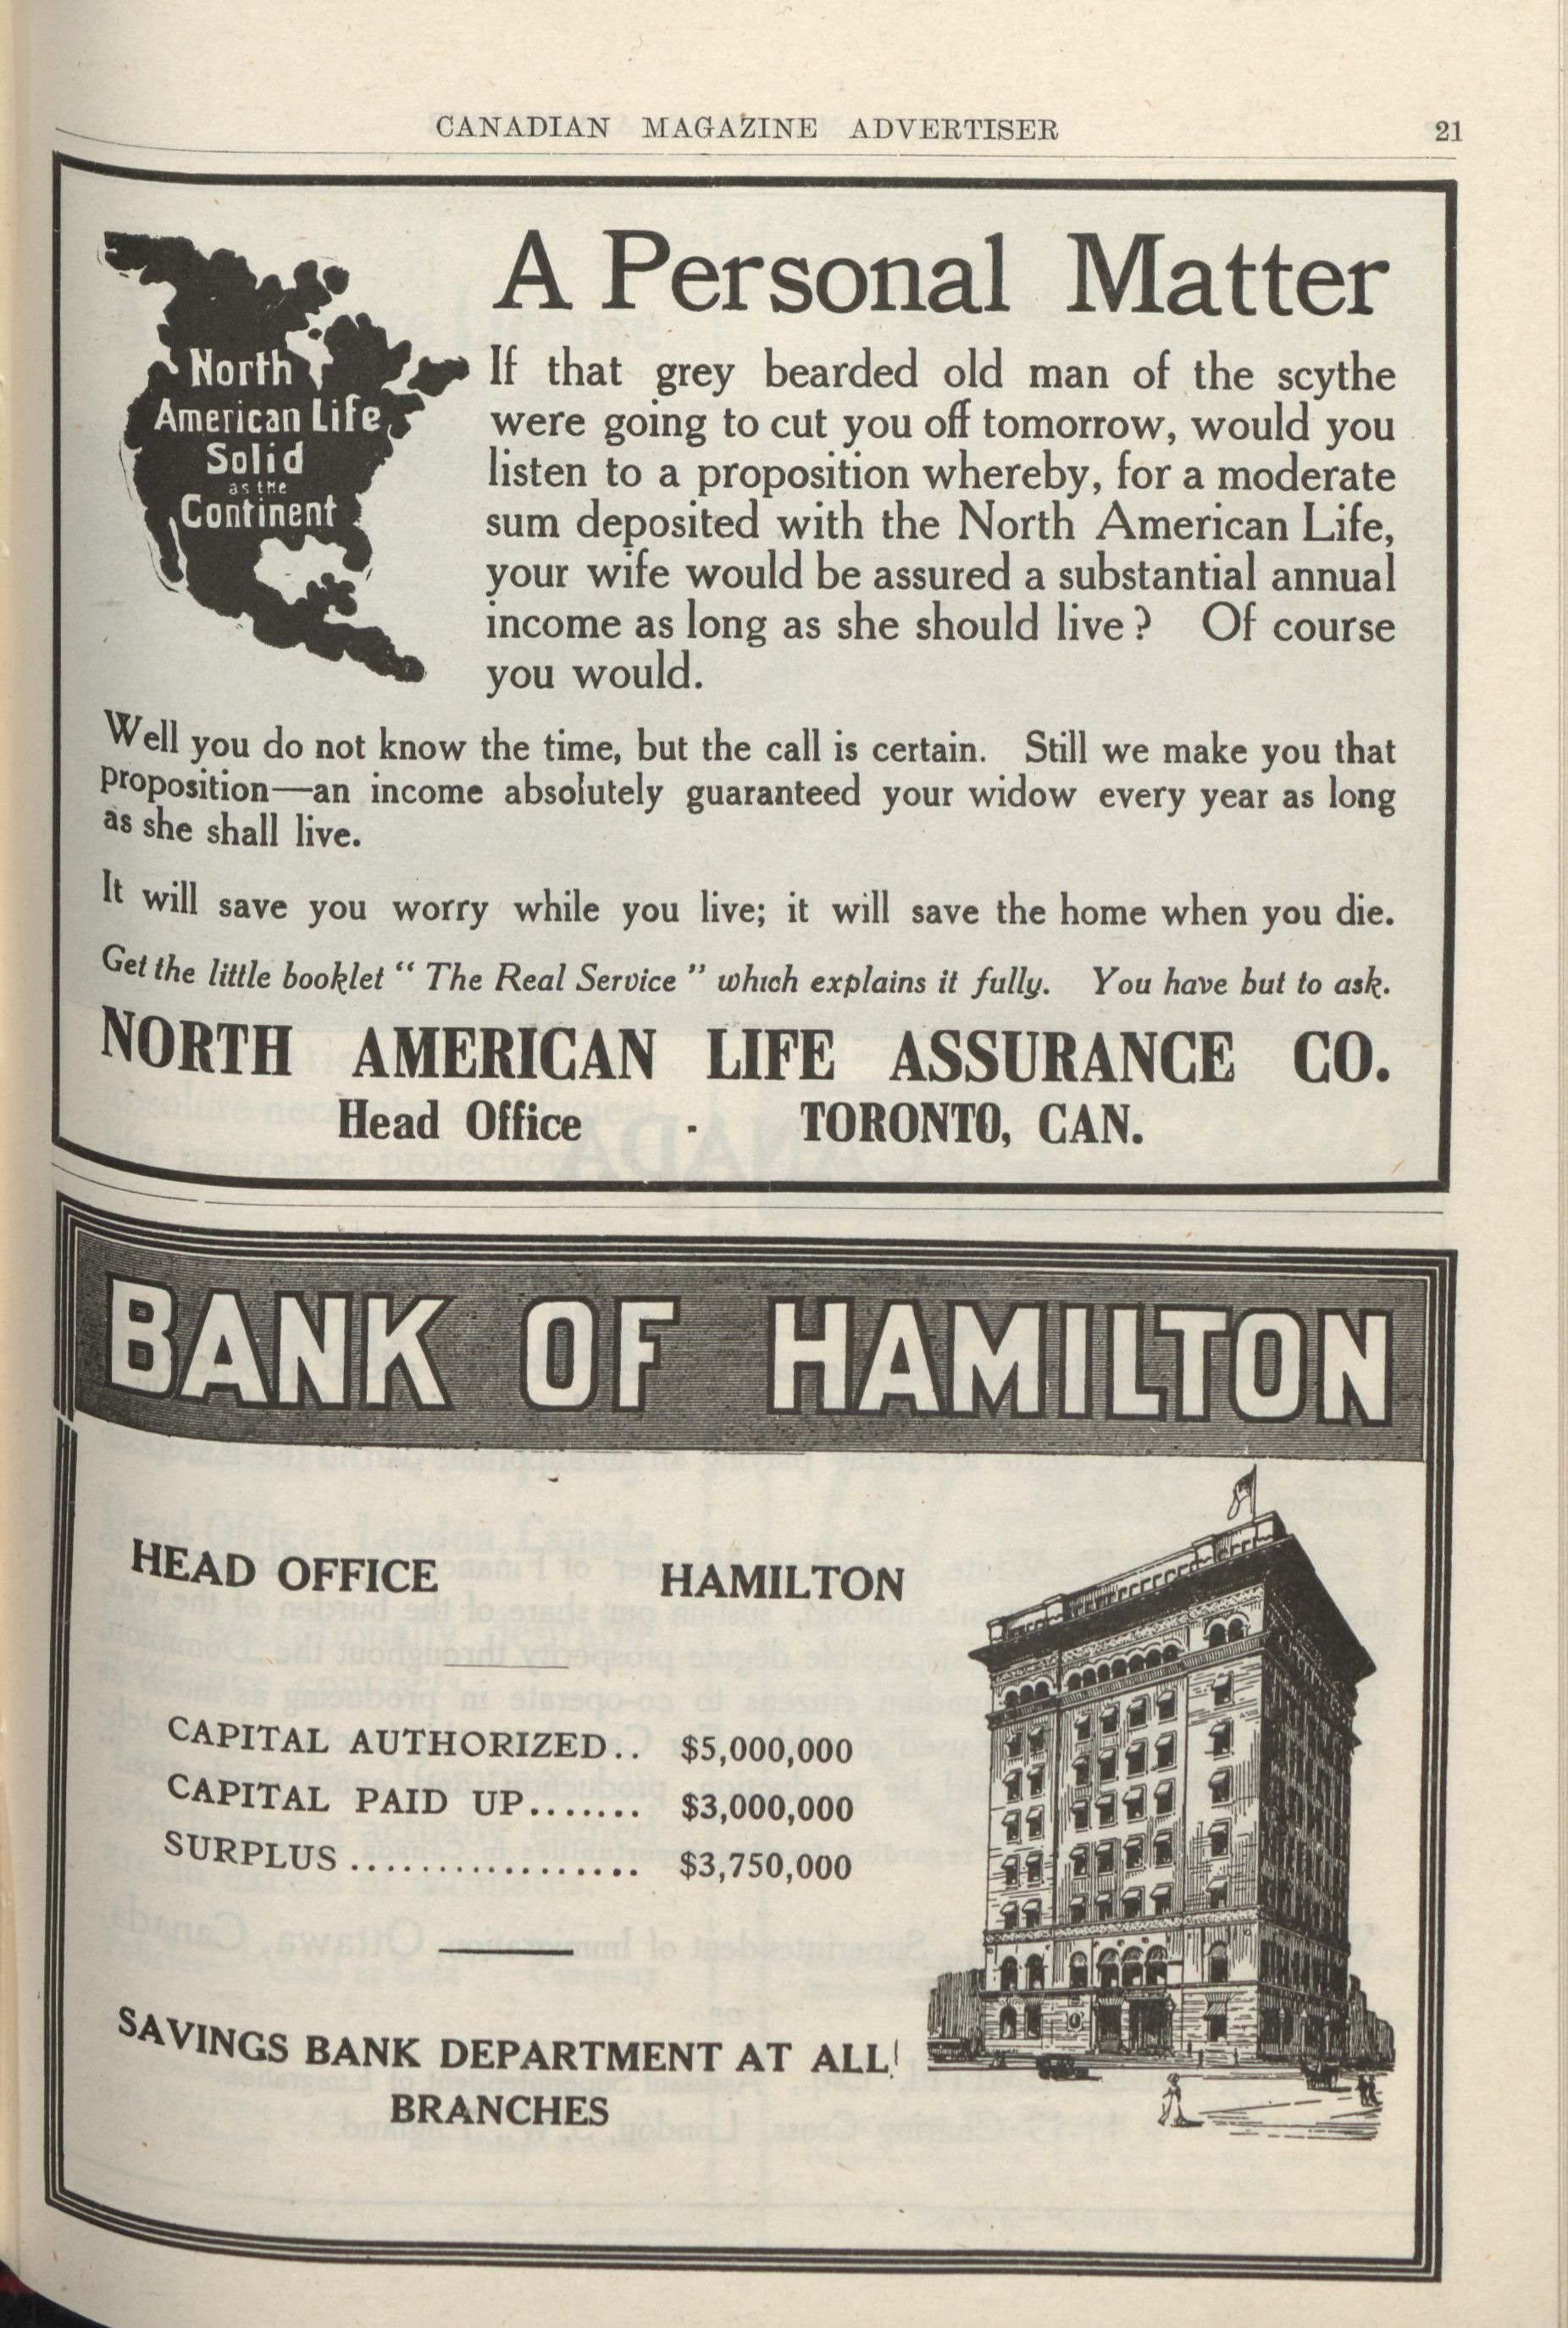 CANADIAN MAGAZINE ADVERTISER 21
A Personal Matter
North
American Life
Solid
as the
Continent
If that grey bearded old man of the scythe
were going to cut you off tomorrow, would you
listen to a proposition whereby, for a moderate
sum deposited with the North American Life,
your wife would be assured a substantial annual
income as long as she should live? Of course
you would.
Well you do not know the time, but the call is certain. Still we make you that
proposition—an income absolutely guaranteed your widow every year as long
as she shall live.
It will save you worry while you live; it will save the home when you die.
Get the little booklet "The Real Service" which explains it fully. You have but to ask.
NORTH AMERICAN LIFE ASSURANCE CO.
Head Office - TORONTO, CAN.
BANK OF HAMILTON
HEAD OFFICE HAMILTON
CAPITAL AUTHORIZED.. $5,000,000
CAPITAL PAID UP....... $3,000,000
SURPLUS ................. $3,750,000
SAVINGS BANK DEPARTMENT AT ALL
BRANCHES